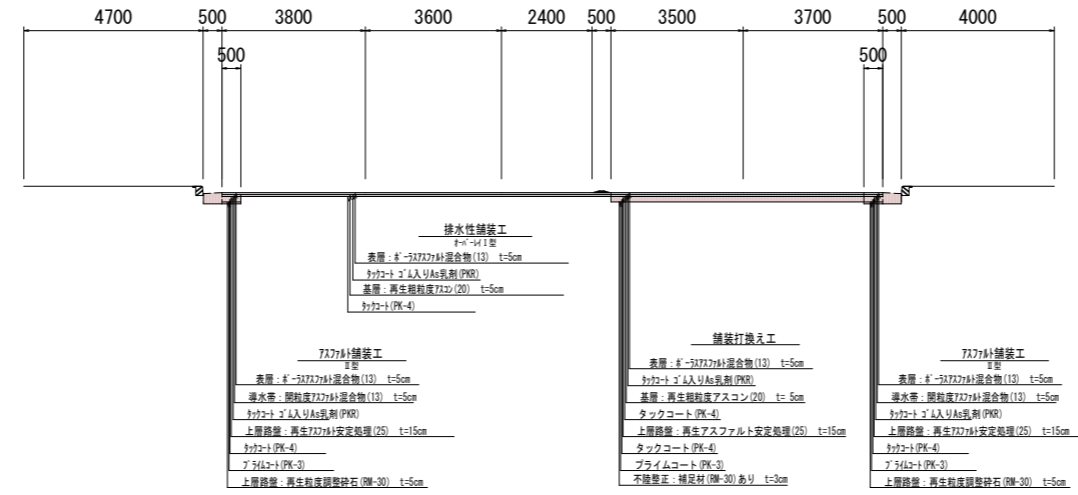 4700 500 3800 3600 2400 500 3500 3700 500 4000
500 500
排水性舗装工
ｵｰﾊﾞｰﾚｲⅠ型
表層：ﾎﾟｰﾗｽｱｽﾌｧﾙﾄ混合物(13) t=5cm
ﾀｯｸｺｰﾄ ｺﾞﾑ入りAs乳剤(PKR)
基層：再生粗粒度ｱｽｺﾝ(20) t=5cm
ﾀｯｸｺｰﾄ(PK-4)
ｱｽﾌｧﾙﾄ舗装工
Ⅱ型
表層：ﾎﾟｰﾗｽｱｽﾌｧﾙﾄ混合物(13) t=5cm
導水帯：開粒度ｱｽﾌｧﾙﾄ混合物(13) t=5cm
ﾀｯｸｺｰﾄ ｺﾞﾑ入りAs乳剤(PKR)
上層路盤：再生ｱｽﾌｧﾙﾄ安定処理(25) t=15cm
ﾀｯｸｺｰﾄ(PK-4)
ﾌﾟﾗｲﾑｺｰﾄ(PK-3)
上層路盤：再生粒度調整砕石(RM-30) t=5cm
舗装打換え工
表層：ﾎﾟｰﾗｽｱｽﾌｧﾙﾄ混合物(13) t=5cm
ﾀｯｸｺｰﾄ ｺﾞﾑ入りAs乳剤(PKR)
基層：再生粗粒度アスコン(20) t= 5cm
タックコート(PK-4)
上層路盤：再生アスファルト安定処理(25) t=15cm
タックコート(PK-4)
プライムコート(PK-3)
不陸整正：補足材(RM-30)あり t=3cm
ｱｽﾌｧﾙﾄ舗装工
Ⅱ型
表層：ﾎﾟｰﾗｽｱｽﾌｧﾙﾄ混合物(13) t=5cm
導水帯：開粒度ｱｽﾌｧﾙﾄ混合物(13) t=5cm
ﾀｯｸｺｰﾄ ｺﾞﾑ入りAs乳剤(PKR)
上層路盤：再生ｱｽﾌｧﾙﾄ安定処理(25) t=15cm
ﾀｯｸｺｰﾄ(PK-4)
ﾌﾟﾗｲﾑｺｰﾄ(PK-3)
上層路盤：再生粒度調整砕石(RM-30) t=5cm